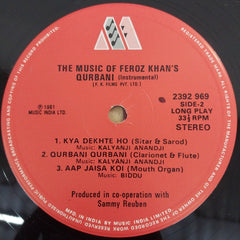 THE MUSIC OF FEROZ KHAN'S
QURBANI (Instrumental)
(F. K. FILMS PVT. LTD.)
2392 969
SIDE-2
LONG PLAY
33⅓ RPM
STEREO
℗ 1981
MUSIC INDIA LTD.
1. KYA DEKHTE HO (Sitar & Sarod)
Music: KALYANJI ANANDJI
2. QURBANI QURBANI (Clarionet & Flute)
Music: KALYANJI ANANDJI
3. AAP JAISA KOI (Mouth Organ)
Music: BIDDU
Produced in co-operation with
Sammy Reuben
MFD. IN INDIA BY MUSIC INDIA LIMITED